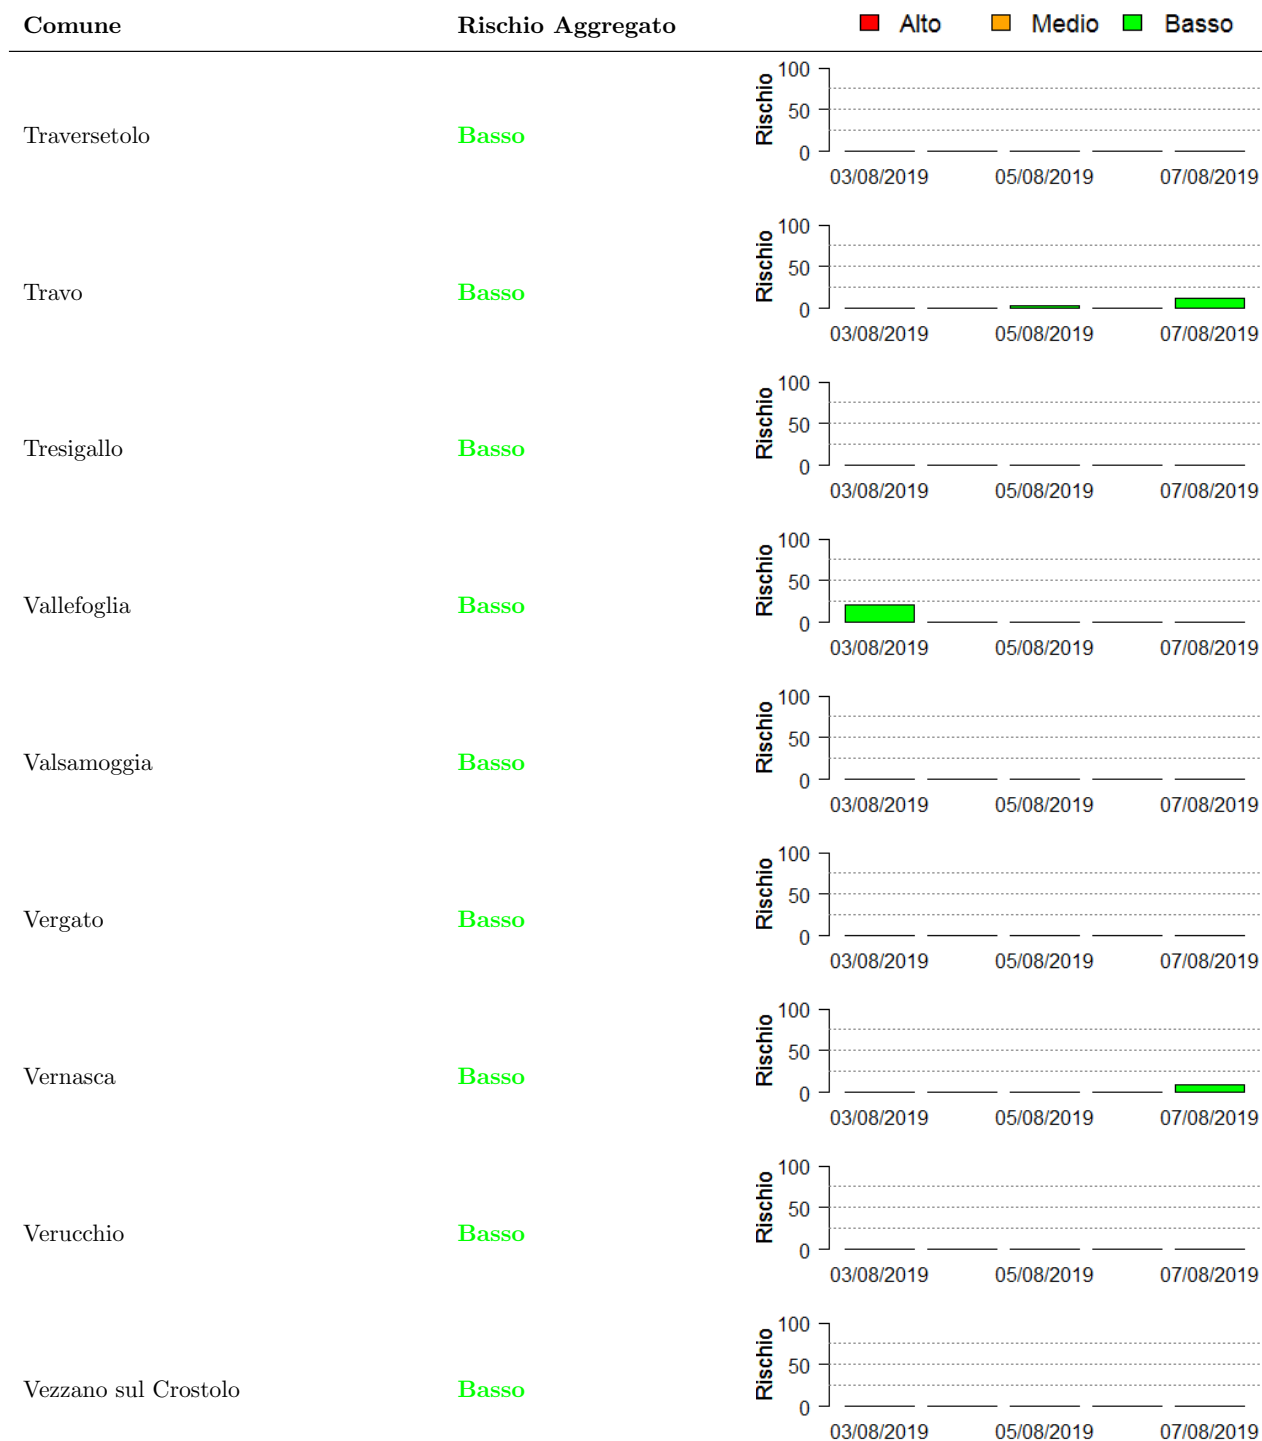 Comune Rischio Aggregato Alto Medio Basso
100
50
0
Rischio
Traversetolo Basso
03/08/2019 05/08/2019 07/08/2019
100
50
0
Rischio
Travo Basso
03/08/2019 05/08/2019 07/08/2019
100
50
0
Rischio
Tresigallo Basso
03/08/2019 05/08/2019 07/08/2019
100
50
0
Rischio
Vallefoglia Basso
03/08/2019 05/08/2019 07/08/2019
100
50
0
Rischio
Valsamoggia Basso
03/08/2019 05/08/2019 07/08/2019
100
50
0
Rischio
Vergato Basso
03/08/2019 05/08/2019 07/08/2019
100
50
0
Rischio
Vernasca Basso
03/08/2019 05/08/2019 07/08/2019
100
50
0
Rischio
Verucchio Basso
03/08/2019 05/08/2019 07/08/2019
100
50
0
Rischio
Vezzano sul Crostolo Basso
03/08/2019 05/08/2019 07/08/2019